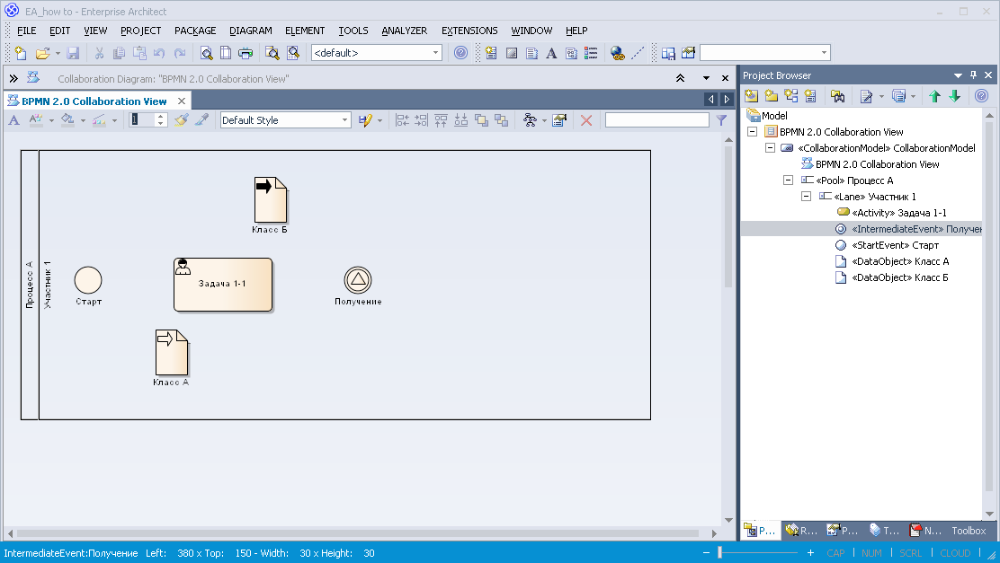 EA_how to - Enterprise Architect
FILE EDIT VIEW PROJECT PACKAGE DIAGRAM ELEMENT TOOLS ANALYZER EXTENSIONS WINDOW HELP
<default>
Collaboration Diagram: "BPMN 2.0 Collaboration View"
BPMN 2.0 Collaboration View
1
Default Style
Процесс А
Участник 1
Класс Б
Старт
Задача 1-1
Получение
Класс А
Project Browser
Model
BPMN 2.0 Collaboration View
«CollaborationModel» CollaborationModel
BPMN 2.0 Collaboration View
«Pool» Процесс А
«Lane» Участник 1
«Activity» Задача 1-1
«IntermediateEvent» Получен
«StartEvent» Старт
«DataObject» Класс А
«DataObject» Класс Б
P... R... P... T... N... Toolbox
IntermediateEvent:Получение Left: 380 x Top: 150 - Width: 30 x Height: 30
CAP NUM SCRL CLOUD